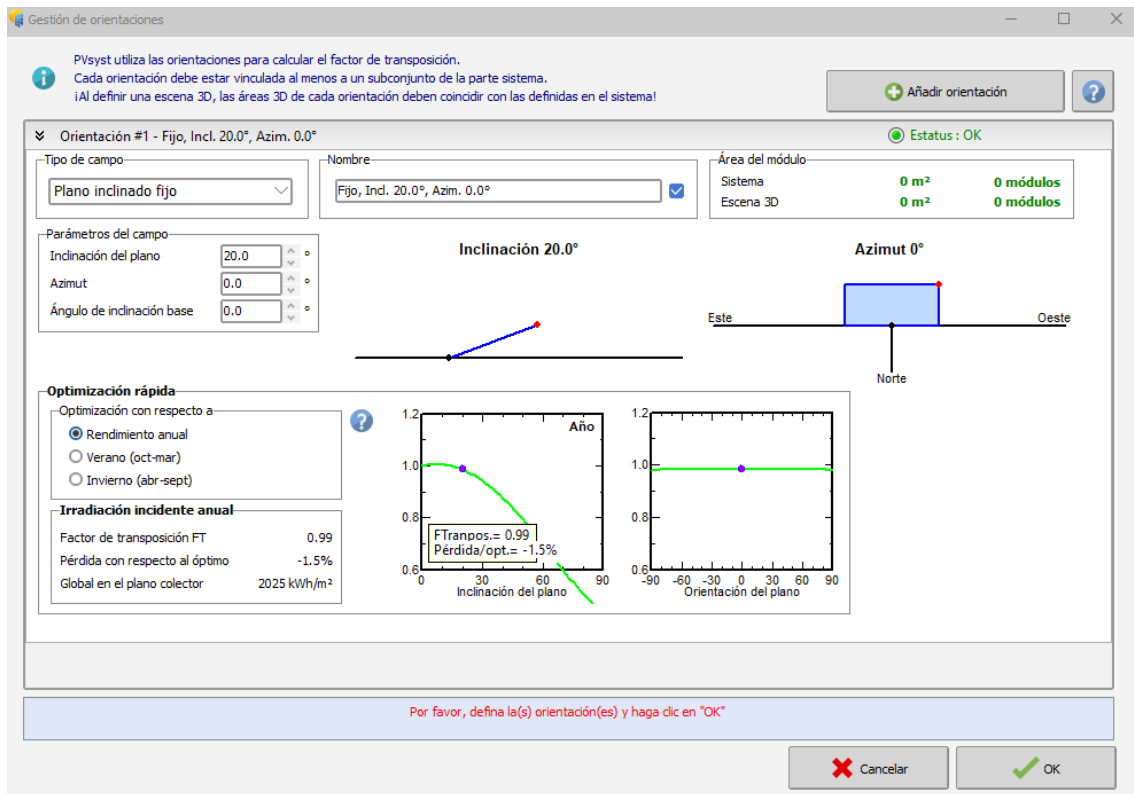 Gestión de orientaciones
PVsyst utiliza las orientaciones para calcular el factor de transposición.
Cada orientación debe estar vinculada al menos a un subconjunto de la parte sistema.
¡Al definir una escena 3D, las áreas 3D de cada orientación deben coincidir con las definidas en el sistema!
Añadir orientación
?
Orientación #1 - Fijo, Incl. 20.0°, Azim. 0.0°
Estatus : OK
Tipo de campo
Plano inclinado fijo
Nombre
Fijo, Incl. 20.0°, Azim. 0.0°
Área del módulo
Sistema 0 m² 0 módulos
Escena 3D 0 m² 0 módulos
Parámetros del campo
Inclinación del plano 20.0 °
Azimut 0.0 °
Ángulo de inclinación base 0.0 °
Inclinación 20.0°
Azimut 0°
Este Oeste
Norte
Optimización rápida
Optimización con respecto a
Rendimiento anual
Verano (oct-mar)
Invierno (abr-sept)
?
Irradiación incidente anual
Factor de transposición FT 0.99
Pérdida con respecto al óptimo -1.5%
Global en el plano colector 2025 kWh/m²
Año
1.2
1.0
0.8
0.6
FTranpos.= 0.99
Pérdida/opt.= -1.5%
0 30 60 90
Inclinación del plano
1.2
1.0
0.8
0.6
-90 -60 -30 0 30 60 90
Orientación del plano
Por favor, defina la(s) orientación(es) y haga clic en "OK"
Cancelar
OK